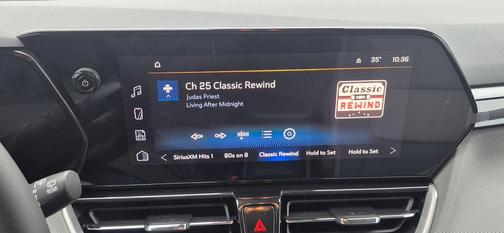 35° 10:36
Ch 25 Classic Rewind
Judas Priest
Living After Midnight
Classic
REWIND
SiriusXM Hits 1 80s on 8 Classic Rewind Hold to Set Hold to Set
REAR